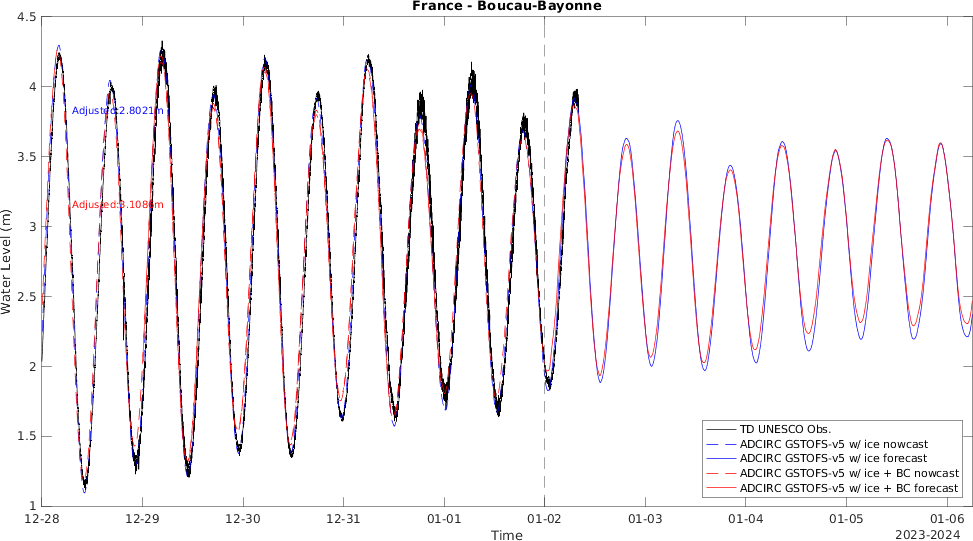 France - Boucau-Bayonne
4.5
4
3.5
3
2.5
2
1.5
1
Water Level (m)
Adjusted:2.8021m
Adjusted:3.1086m
TD UNESCO Obs.
ADCIRC GSTOFS-v5 w/ ice nowcast
ADCIRC GSTOFS-v5 w/ ice forecast
ADCIRC GSTOFS-v5 w/ ice + BC nowcast
ADCIRC GSTOFS-v5 w/ ice + BC forecast
12-28 12-29 12-30 12-31 01-01 01-02 01-03 01-04 01-05 01-06
Time
2023-2024